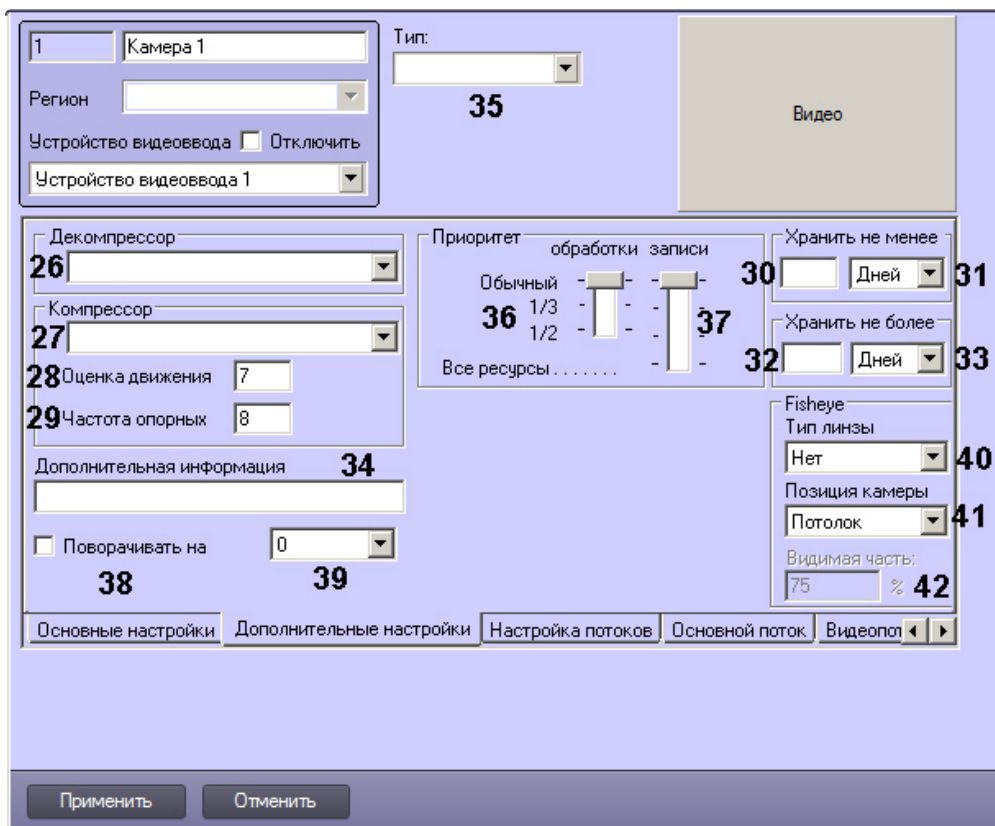 1 Камера 1
Регион
Устройство видеоввода Отключить
Устройство видеоввода 1
Тип:
35
Видео
Декомпрессор
26
Компрессор
27
28 Оценка движения 7
29 Частота опорных 8
Дополнительная информация 34
Поворачивать на 0
38 39
Приоритет
обработки записи
Обычный
36 1/3 37
1/2
Все ресурсы . . . . . . .
Хранить не менее
30 Дней 31
Хранить не более
32 Дней 33
Fisheye
Тип линзы
Нет 40
Позиция камеры
Потолок 41
Видимая часть:
75 % 42
Основные настройки Дополнительные настройки Настройка потоков Основной поток Видеопот
Применить Отменить